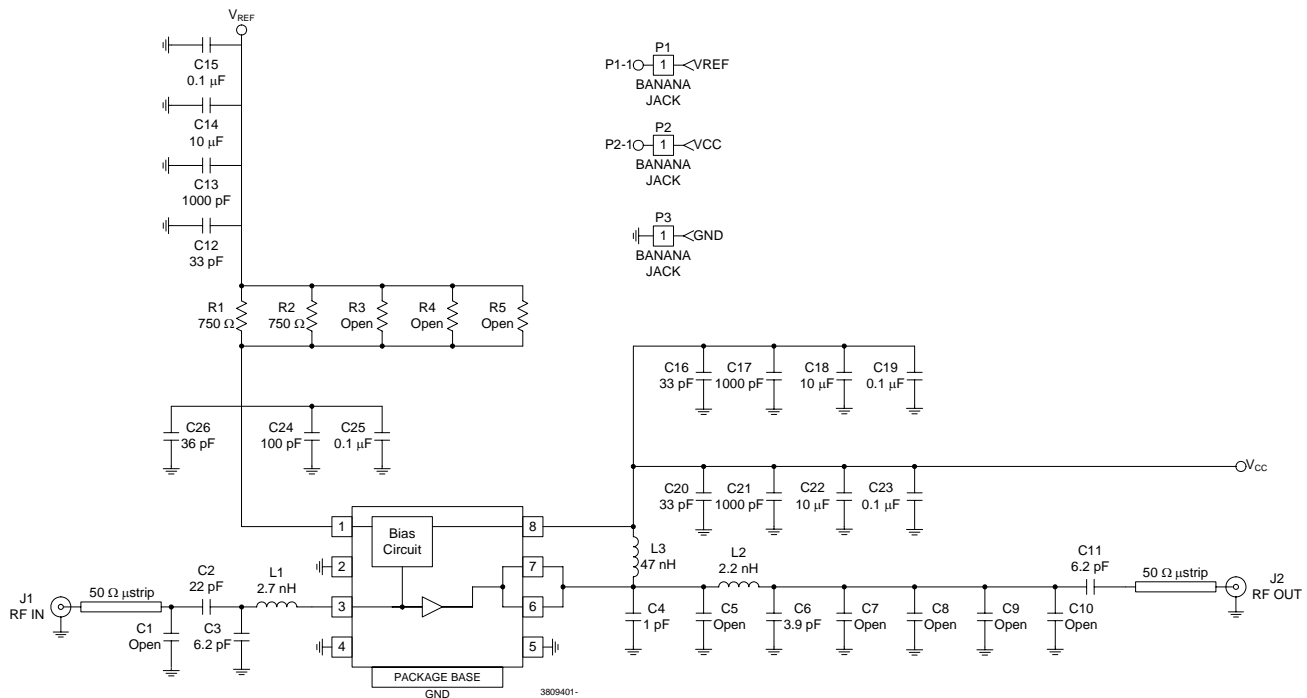 VREF
C15
0.1 µF
C14
10 µF
C13
1000 pF
C12
33 pF
P1
P1-1 1 VREF
BANANA
JACK
P2
P2-1 1 VCC
BANANA
JACK
P3
1 GND
BANANA
JACK
R1
750 Ω
R2
750 Ω
R3
Open
R4
Open
R5
Open
C16
33 pF
C17
1000 pF
C18
10 µF
C19
0.1 µF
C26
36 pF
C24
100 pF
C25
0.1 µF
VCC
C20
33 pF
C21
1000 pF
C22
10 µF
C23
0.1 µF
1
Bias
Circuit
8
2
7
3
6
4
5
PACKAGE BASE
GND
3809401-
L3
47 nH
L2
2.2 nH
C11
6.2 pF
50 Ω µstrip
J2
RF OUT
J1
RF IN
50 Ω µstrip
C2
22 pF
L1
2.7 nH
C1
Open
C3
6.2 pF
C4
1 pF
C5
Open
C6
3.9 pF
C7
Open
C8
Open
C9
Open
C10
Open